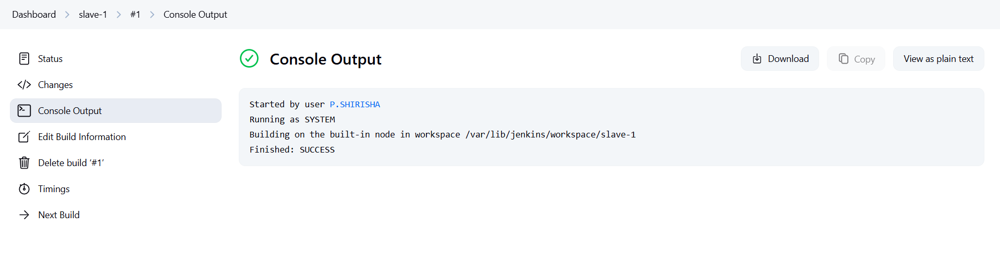 Dashboard > slave-1 > #1 > Console Output
Status
Changes
Console Output
Edit Build Information
Delete build ‘#1’
Timings
Next Build
Console Output
Download
Copy
View as plain text
Started by user P.SHIRISHA
Running as SYSTEM
Building on the built-in node in workspace /var/lib/jenkins/workspace/slave-1
Finished: SUCCESS